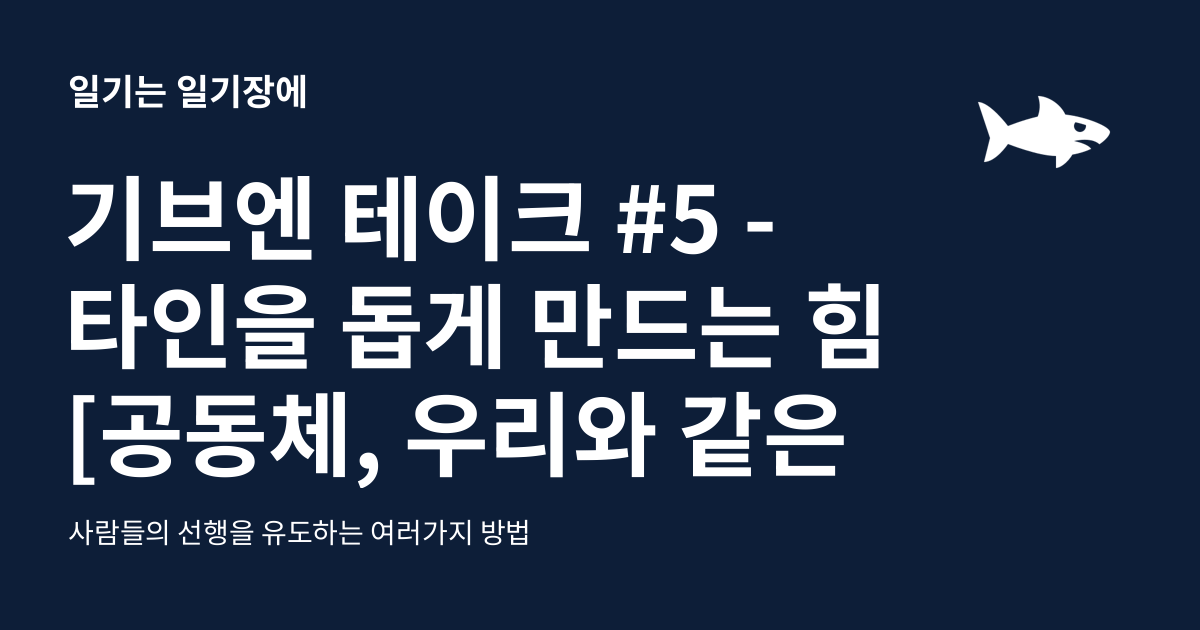 일기는 일기장에
기브엔 테이크 #5 -
타인을 돕게 만드는 힘
[공동체, 우리와 같은
사람들의 선행을 유도하는 여러가지 방법